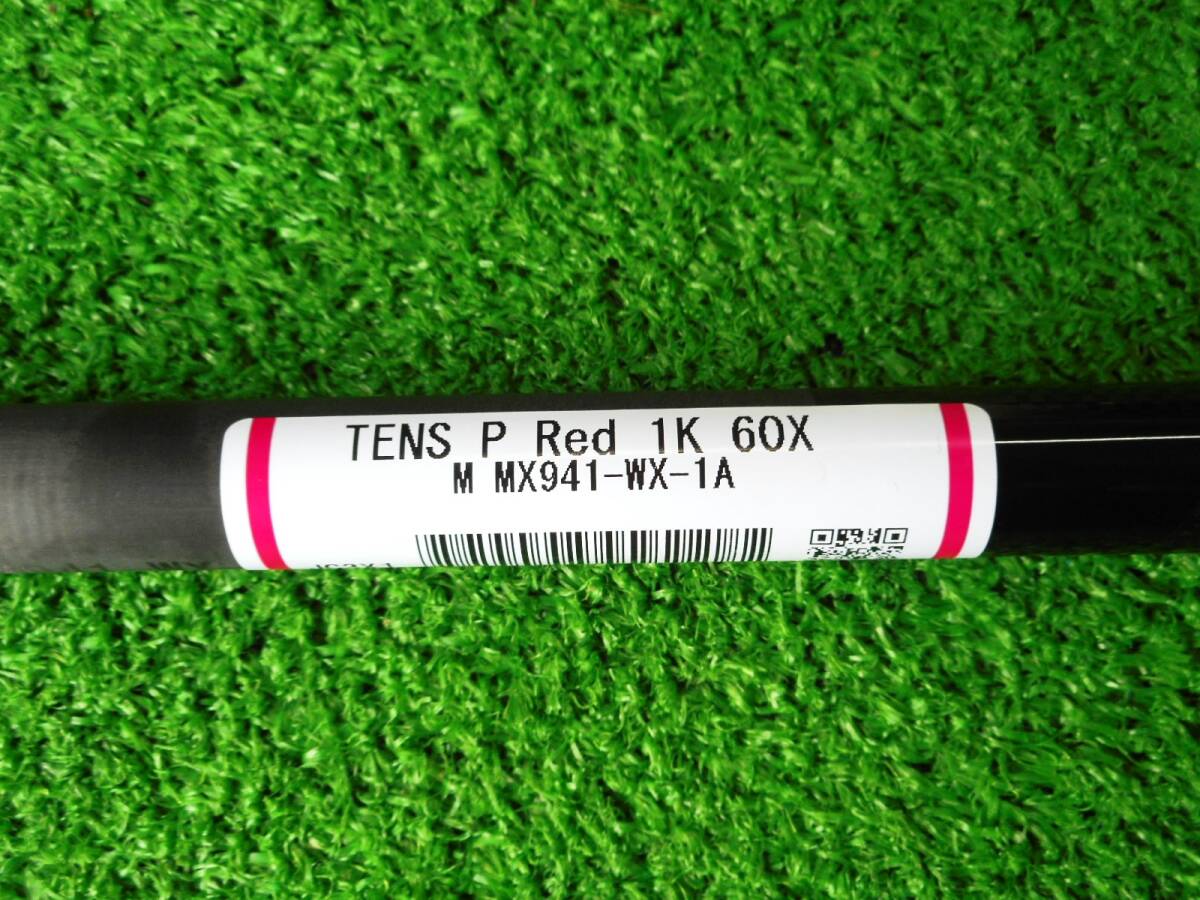 TENS P Red 1K 60X
M MX941-WX-1A